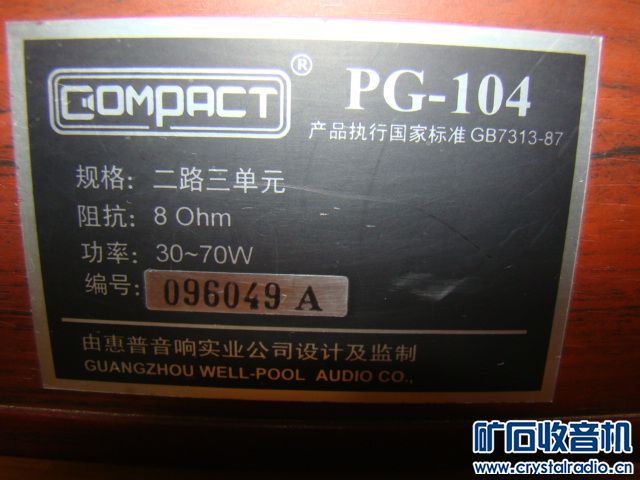 COMPACT ®
PG-104
产品执行国家标准 GB7313-87
规格: 二路三单元
阻抗: 8 Ohm
功率: 30~70W
编号: 096049 A
由惠普音响实业公司设计及监制
GUANGZHOU WELL-POOL AUDIO CO.,
矿石收音机
www.crystalradio.cn